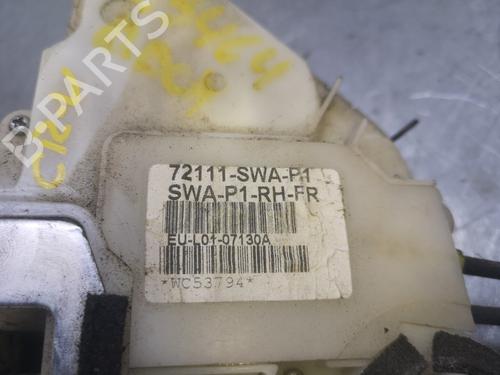 B-PARTS
72111-SWA-P1
SWA-P1-RH-FR
EU-L01-07130A
*WC53794*